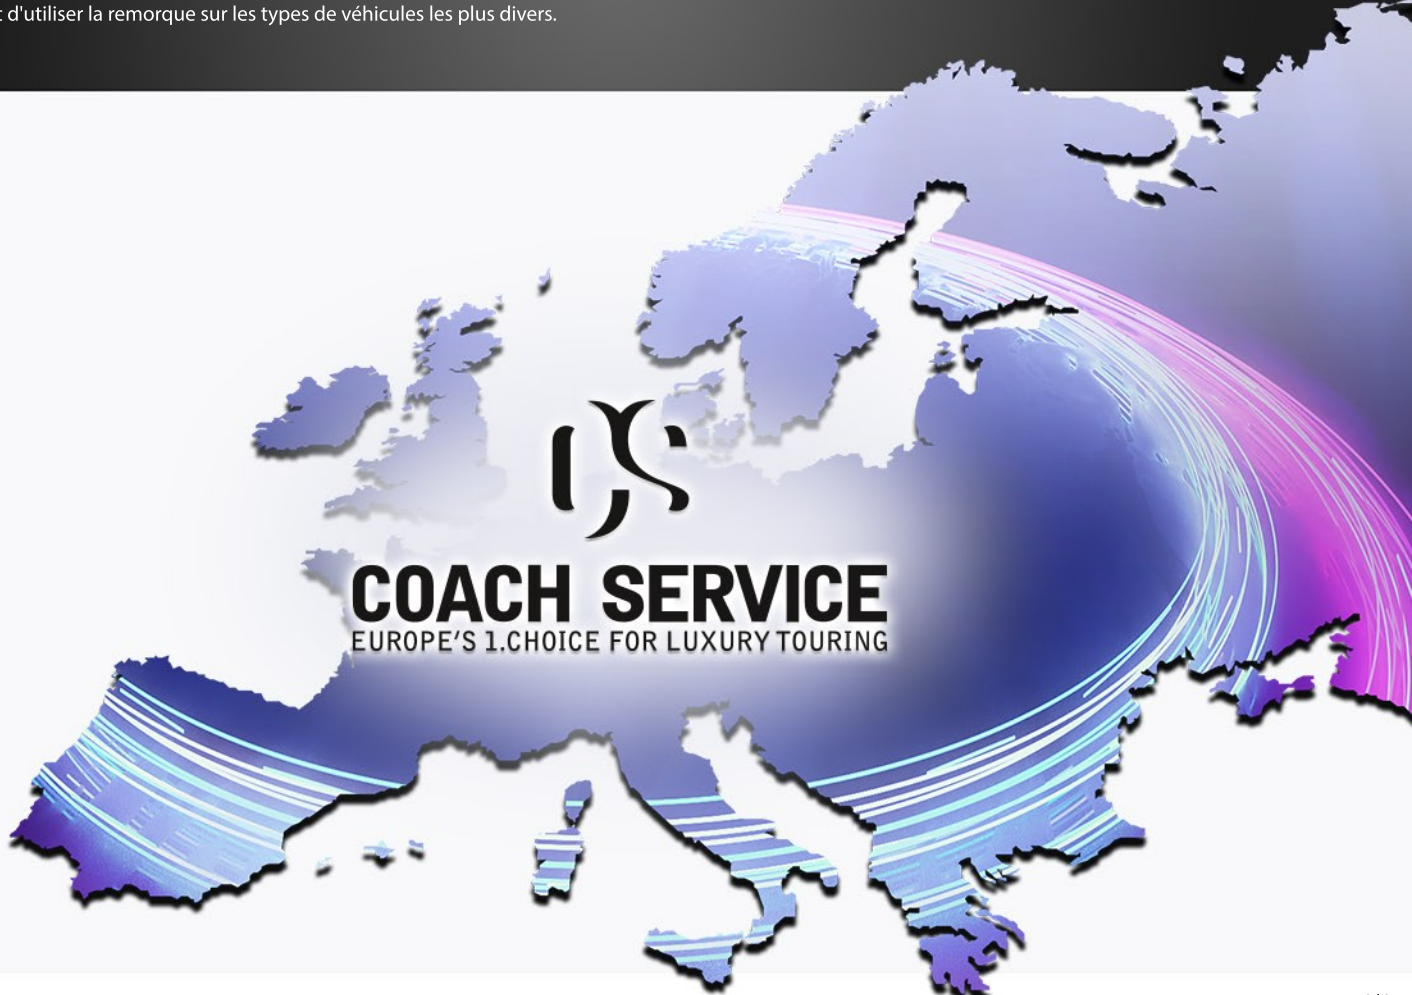 d'utiliser la remorque sur les types de véhicules les plus divers.
CS
COACH SERVICE
EUROPE'S 1.CHOICE FOR LUXURY TOURING